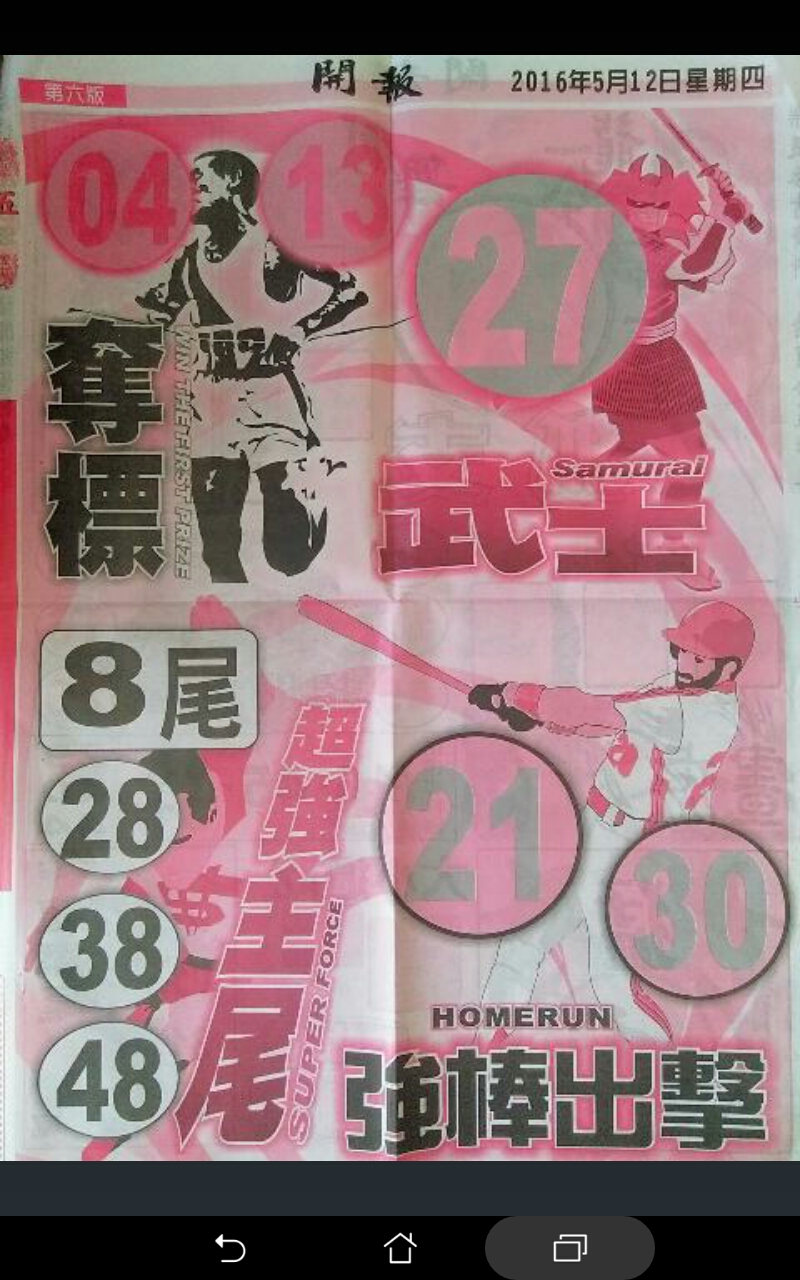 第六版
開報
2016年5月12日星期四
04
13
27
奪標
WIN THE FIRST PRIZE
Samurai
武士
8尾
28
38
48
超強主尾
SUPER FORCE
21
30
HOMERUN
強棒出擊